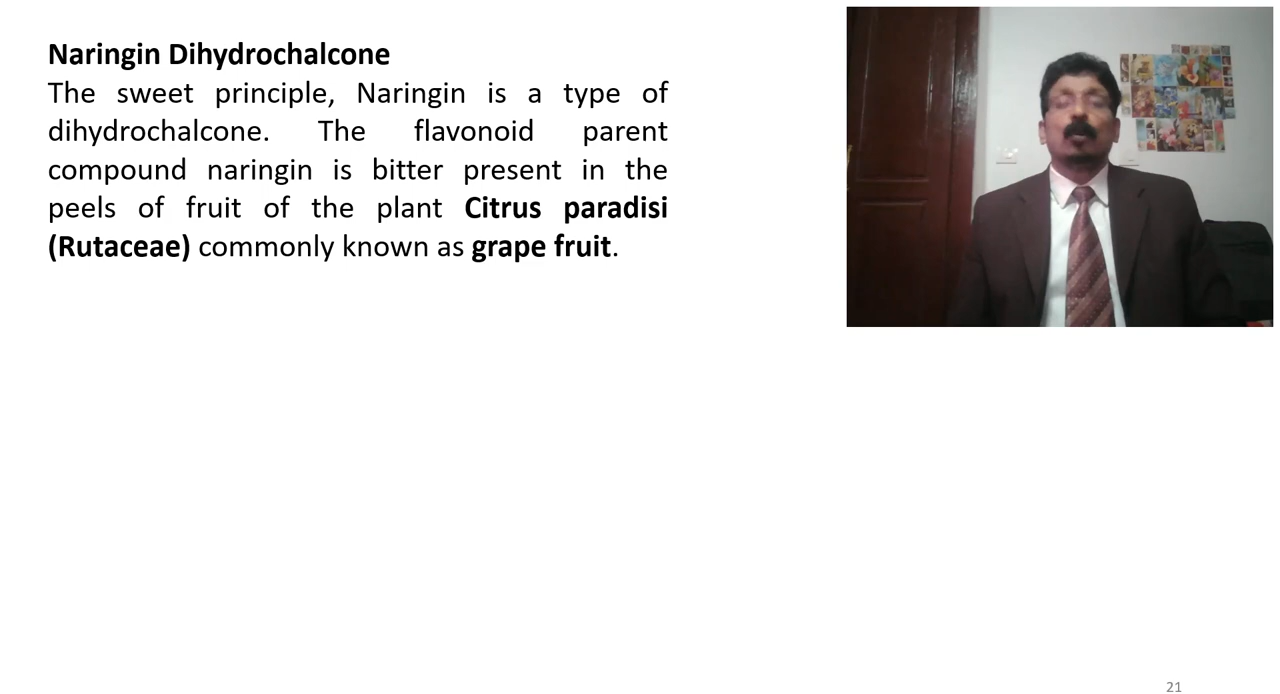 Naringin Dihydrochalcone
The sweet principle, Naringin is a type of
dihydrochalcone. The flavonoid parent
compound naringin is bitter present in the
peels of fruit of the plant Citrus paradisi
(Rutaceae) commonly known as grape fruit.
21